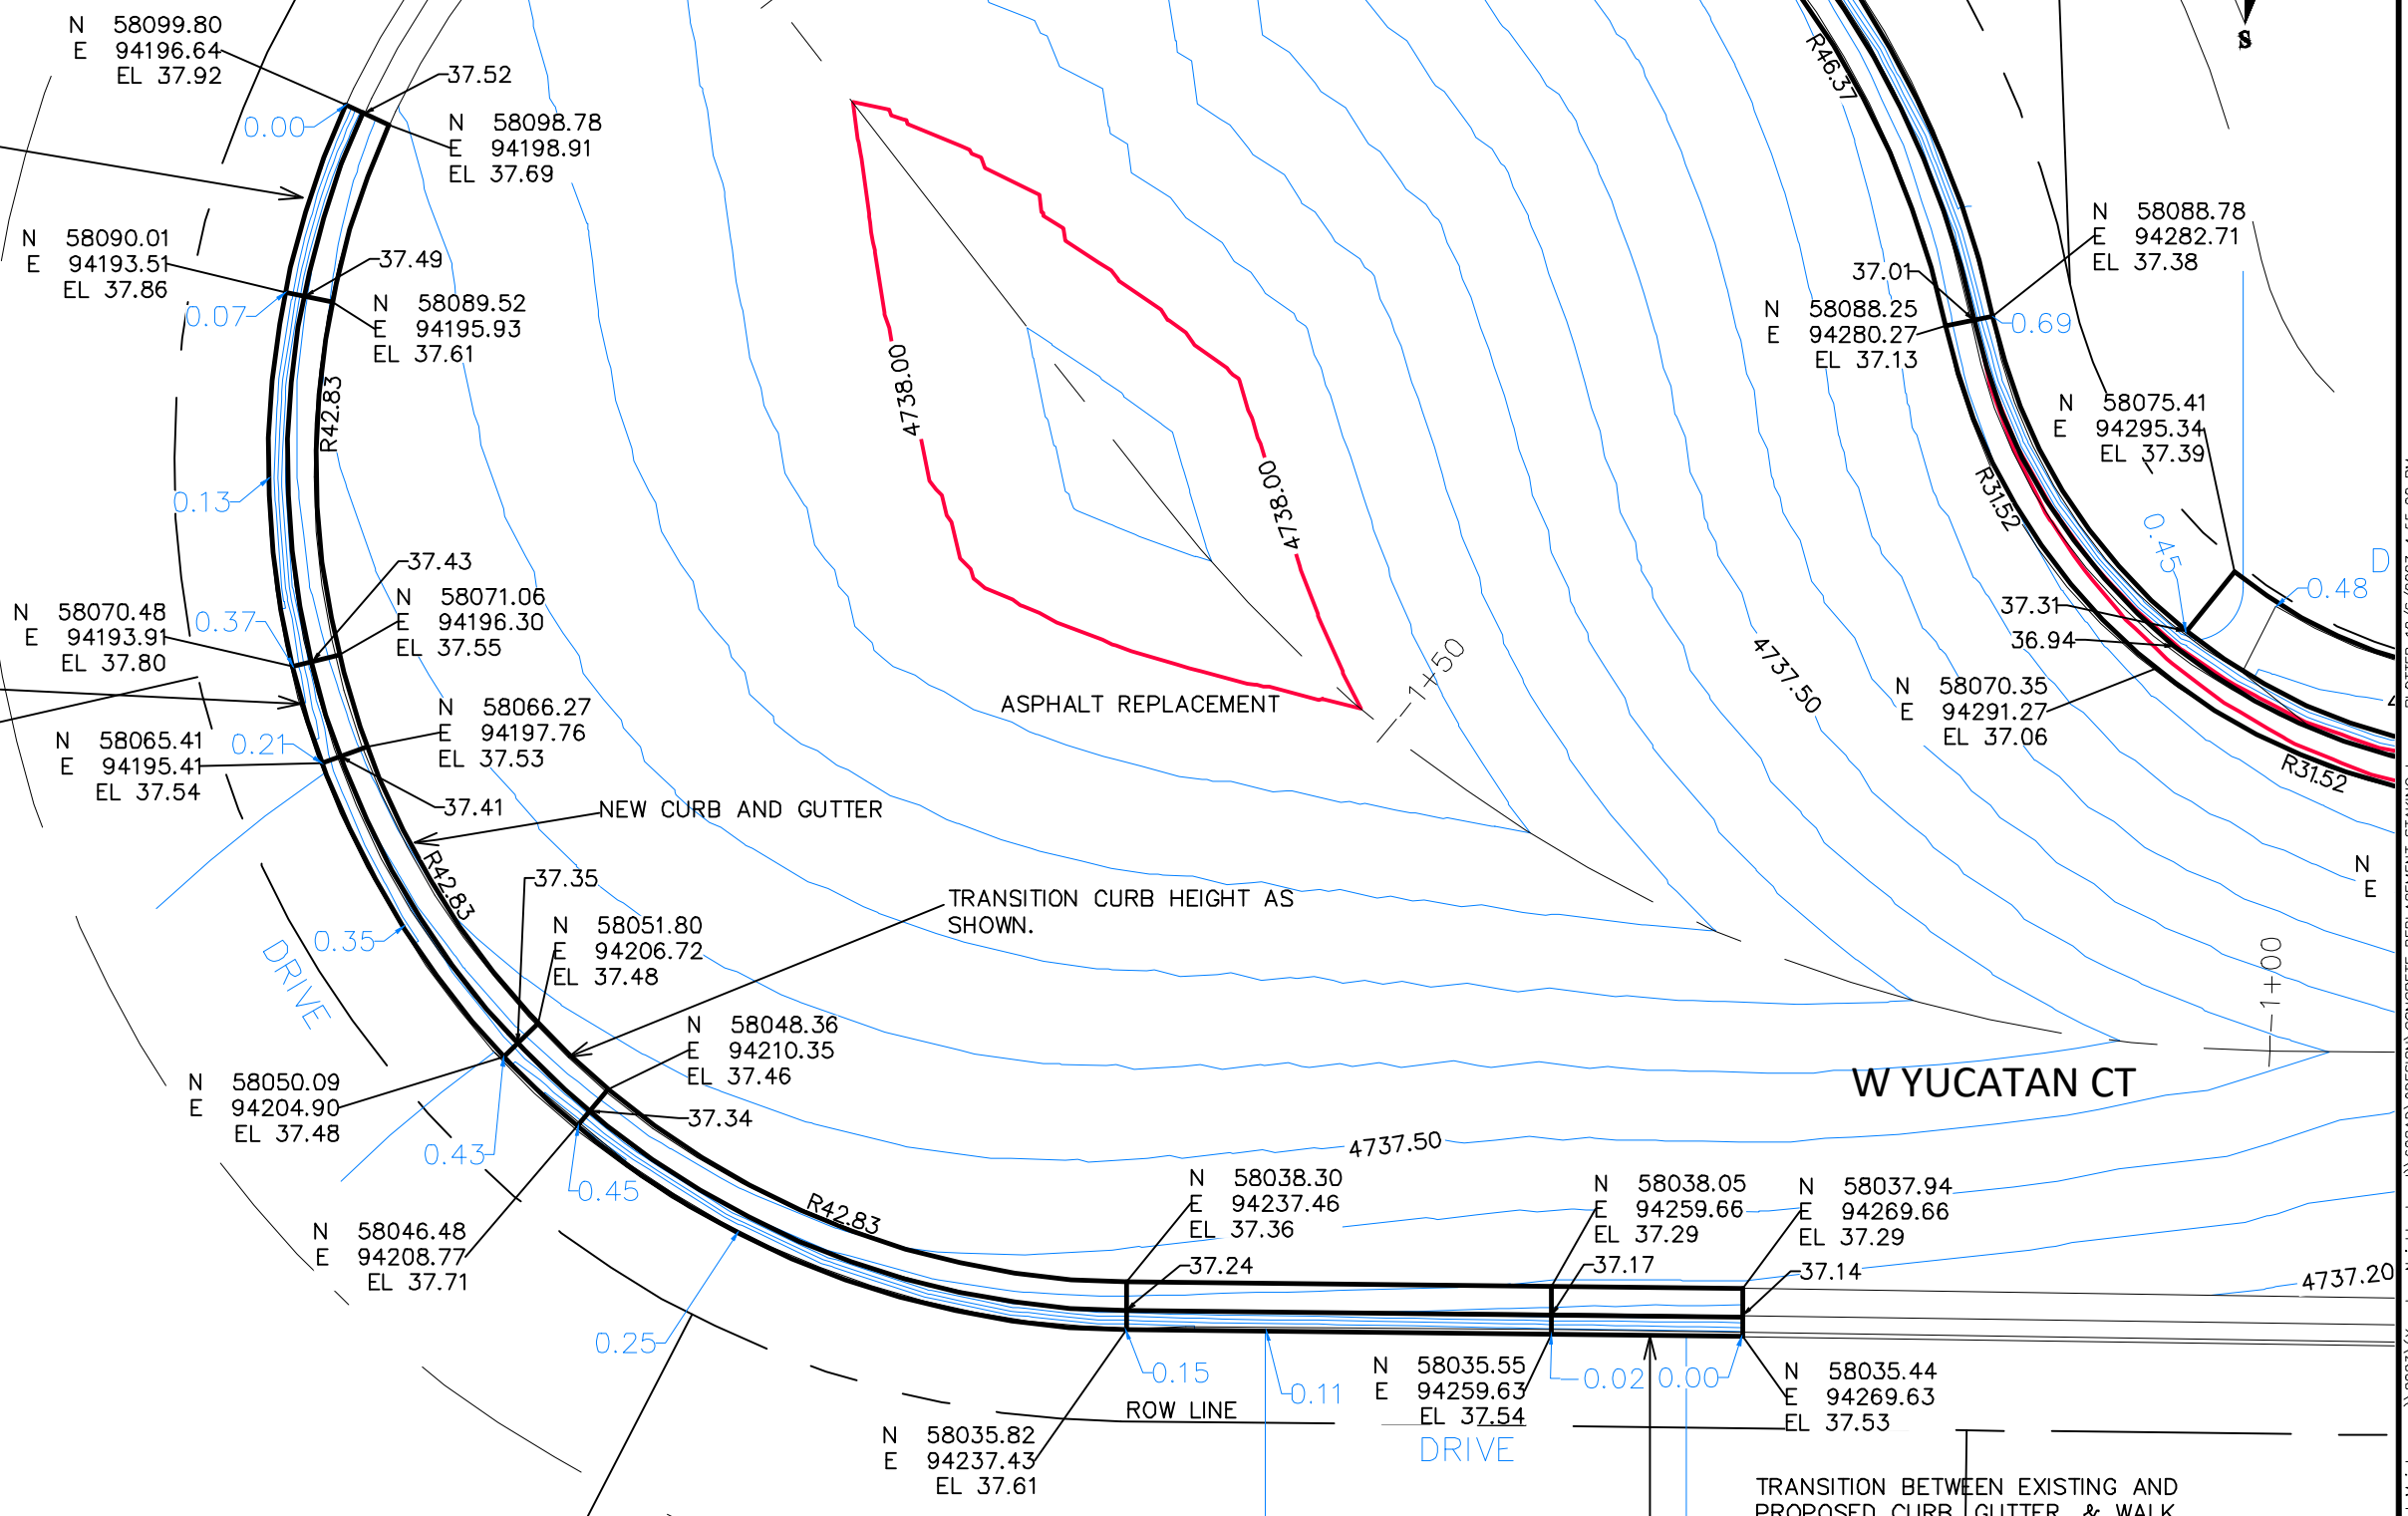 N 58099.80
E 94196.64
EL 37.92
37.52
0.00
N 58098.78
E 94198.91
EL 37.69
S
R46.37
N 58090.01
E 94193.51
EL 37.86
37.49
0.07
N 58089.52
E 94195.93
EL 37.61
R42.83
4738.00
4738.00
N 58088.78
E 94282.71
EL 37.38
37.01
N 58088.25
E 94280.27
EL 37.13
0.69
N 58075.41
E 94295.34
EL 37.39
R31.52
0.45
0.48
D
37.31
36.94
N 58070.35
E 94291.27
EL 37.06
R31.52
0.13
37.43
N 58071.06
E 94196.30
EL 37.55
N 58070.48
E 94193.91
EL 37.80
0.37
N 58066.27
E 94197.76
EL 37.53
N 58065.41
E 94195.41
EL 37.54
0.21
37.41
ASPHALT REPLACEMENT
1+50
4737.50
NEW CURB AND GUTTER
R42.83
37.35
TRANSITION CURB HEIGHT AS
SHOWN.
N
E
0.35
DRIVE
N 58051.80
E 94206.72
EL 37.48
1+00
N 58048.36
E 94210.35
EL 37.46
W YUCATAN CT
N 58050.09
E 94204.90
EL 37.48
37.34
0.43
0.45
4737.50
N 58038.30
E 94237.46
EL 37.36
N 58038.05
E 94259.66
EL 37.29
N 58037.94
E 94269.66
EL 37.29
R42.83
N 58046.48
E 94208.77
EL 37.71
37.24
37.17
37.14
4737.20
0.25
0.15
0.11
N 58035.55
E 94259.63
EL 37.54
0.02
0.00
N 58035.44
E 94269.63
EL 37.53
ROW LINE
DRIVE
N 58035.82
E 94237.43
EL 37.61
TRANSITION BETWEEN EXISTING AND
PROPOSED CURB, GUTTER, & WALK